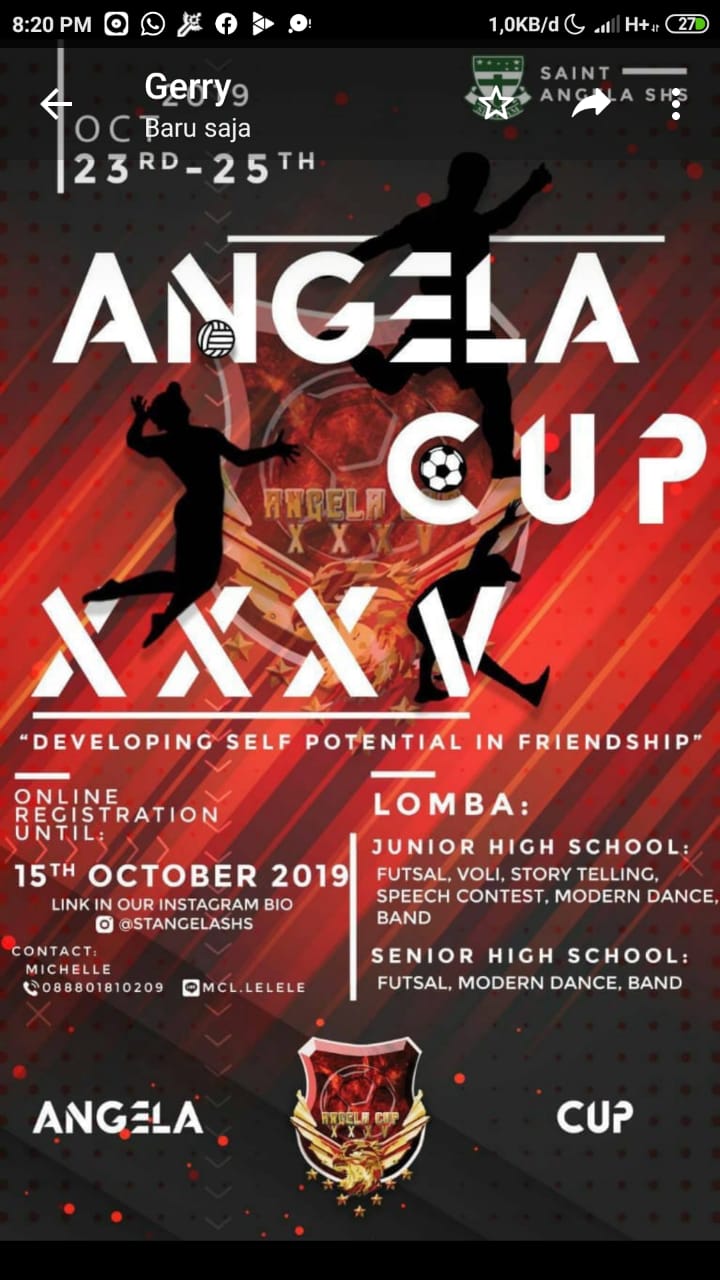 8:20 PM
1,0KB/d
H+
27
Gerry
Baru saja
2019
OCT
23RD-25TH
SAINT
ANGELA SHS
ANGELA
CUP
ANGELA CUP
XXXV
XXXV
"DEVELOPING SELF POTENTIAL IN FRIENDSHIP"
ONLINE
REGISTRATION
UNTIL:
15TH OCTOBER 2019
LINK IN OUR INSTAGRAM BIO
@STANGELASHS
CONTACT:
MICHELLE
088801810209 MCL.LELELE
LOMBA:
JUNIOR HIGH SCHOOL:
FUTSAL, VOLI, STORY TELLING,
SPEECH CONTEST, MODERN DANCE,
BAND
SENIOR HIGH SCHOOL:
FUTSAL, MODERN DANCE, BAND
ANGELA
ANGELA CUP
XXXV
CUP